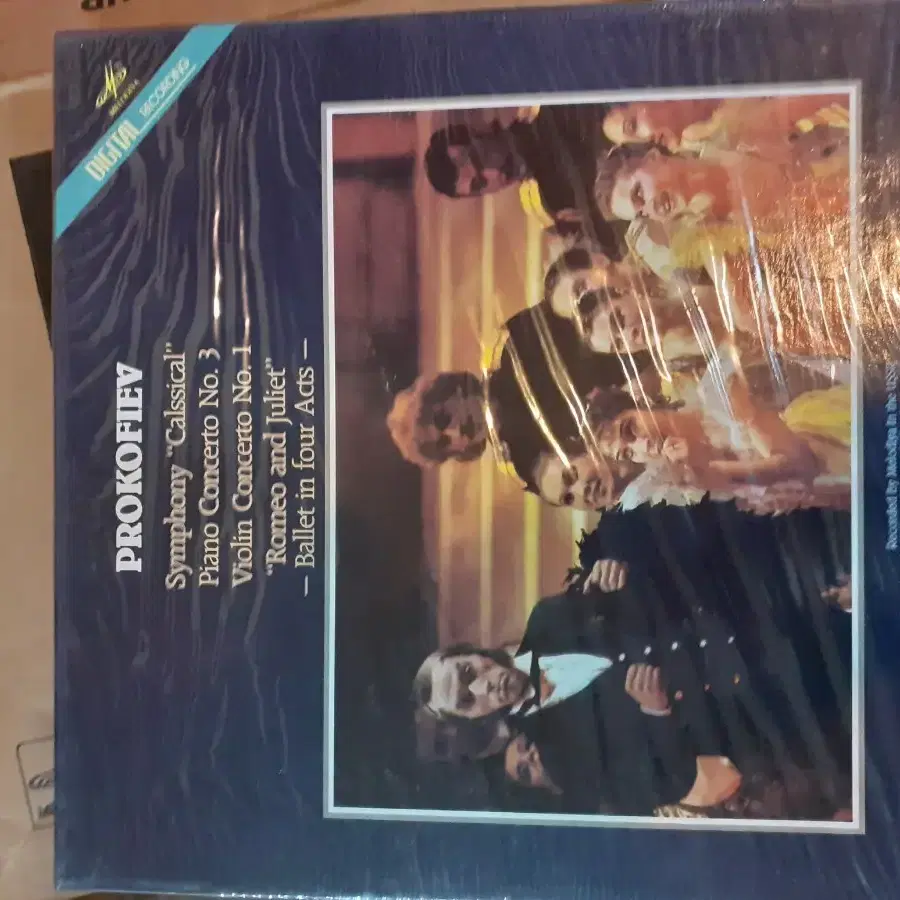 MELODIYA
DIGITAL
RECORDING
PROKOFIEV
Symphony "Calssical"
Piano Concerto No. 3
Violin Concerto No. 1
"Romeo and Juliet"
— Ballet in four Acts —
Recorded by Melodiya in the USSR